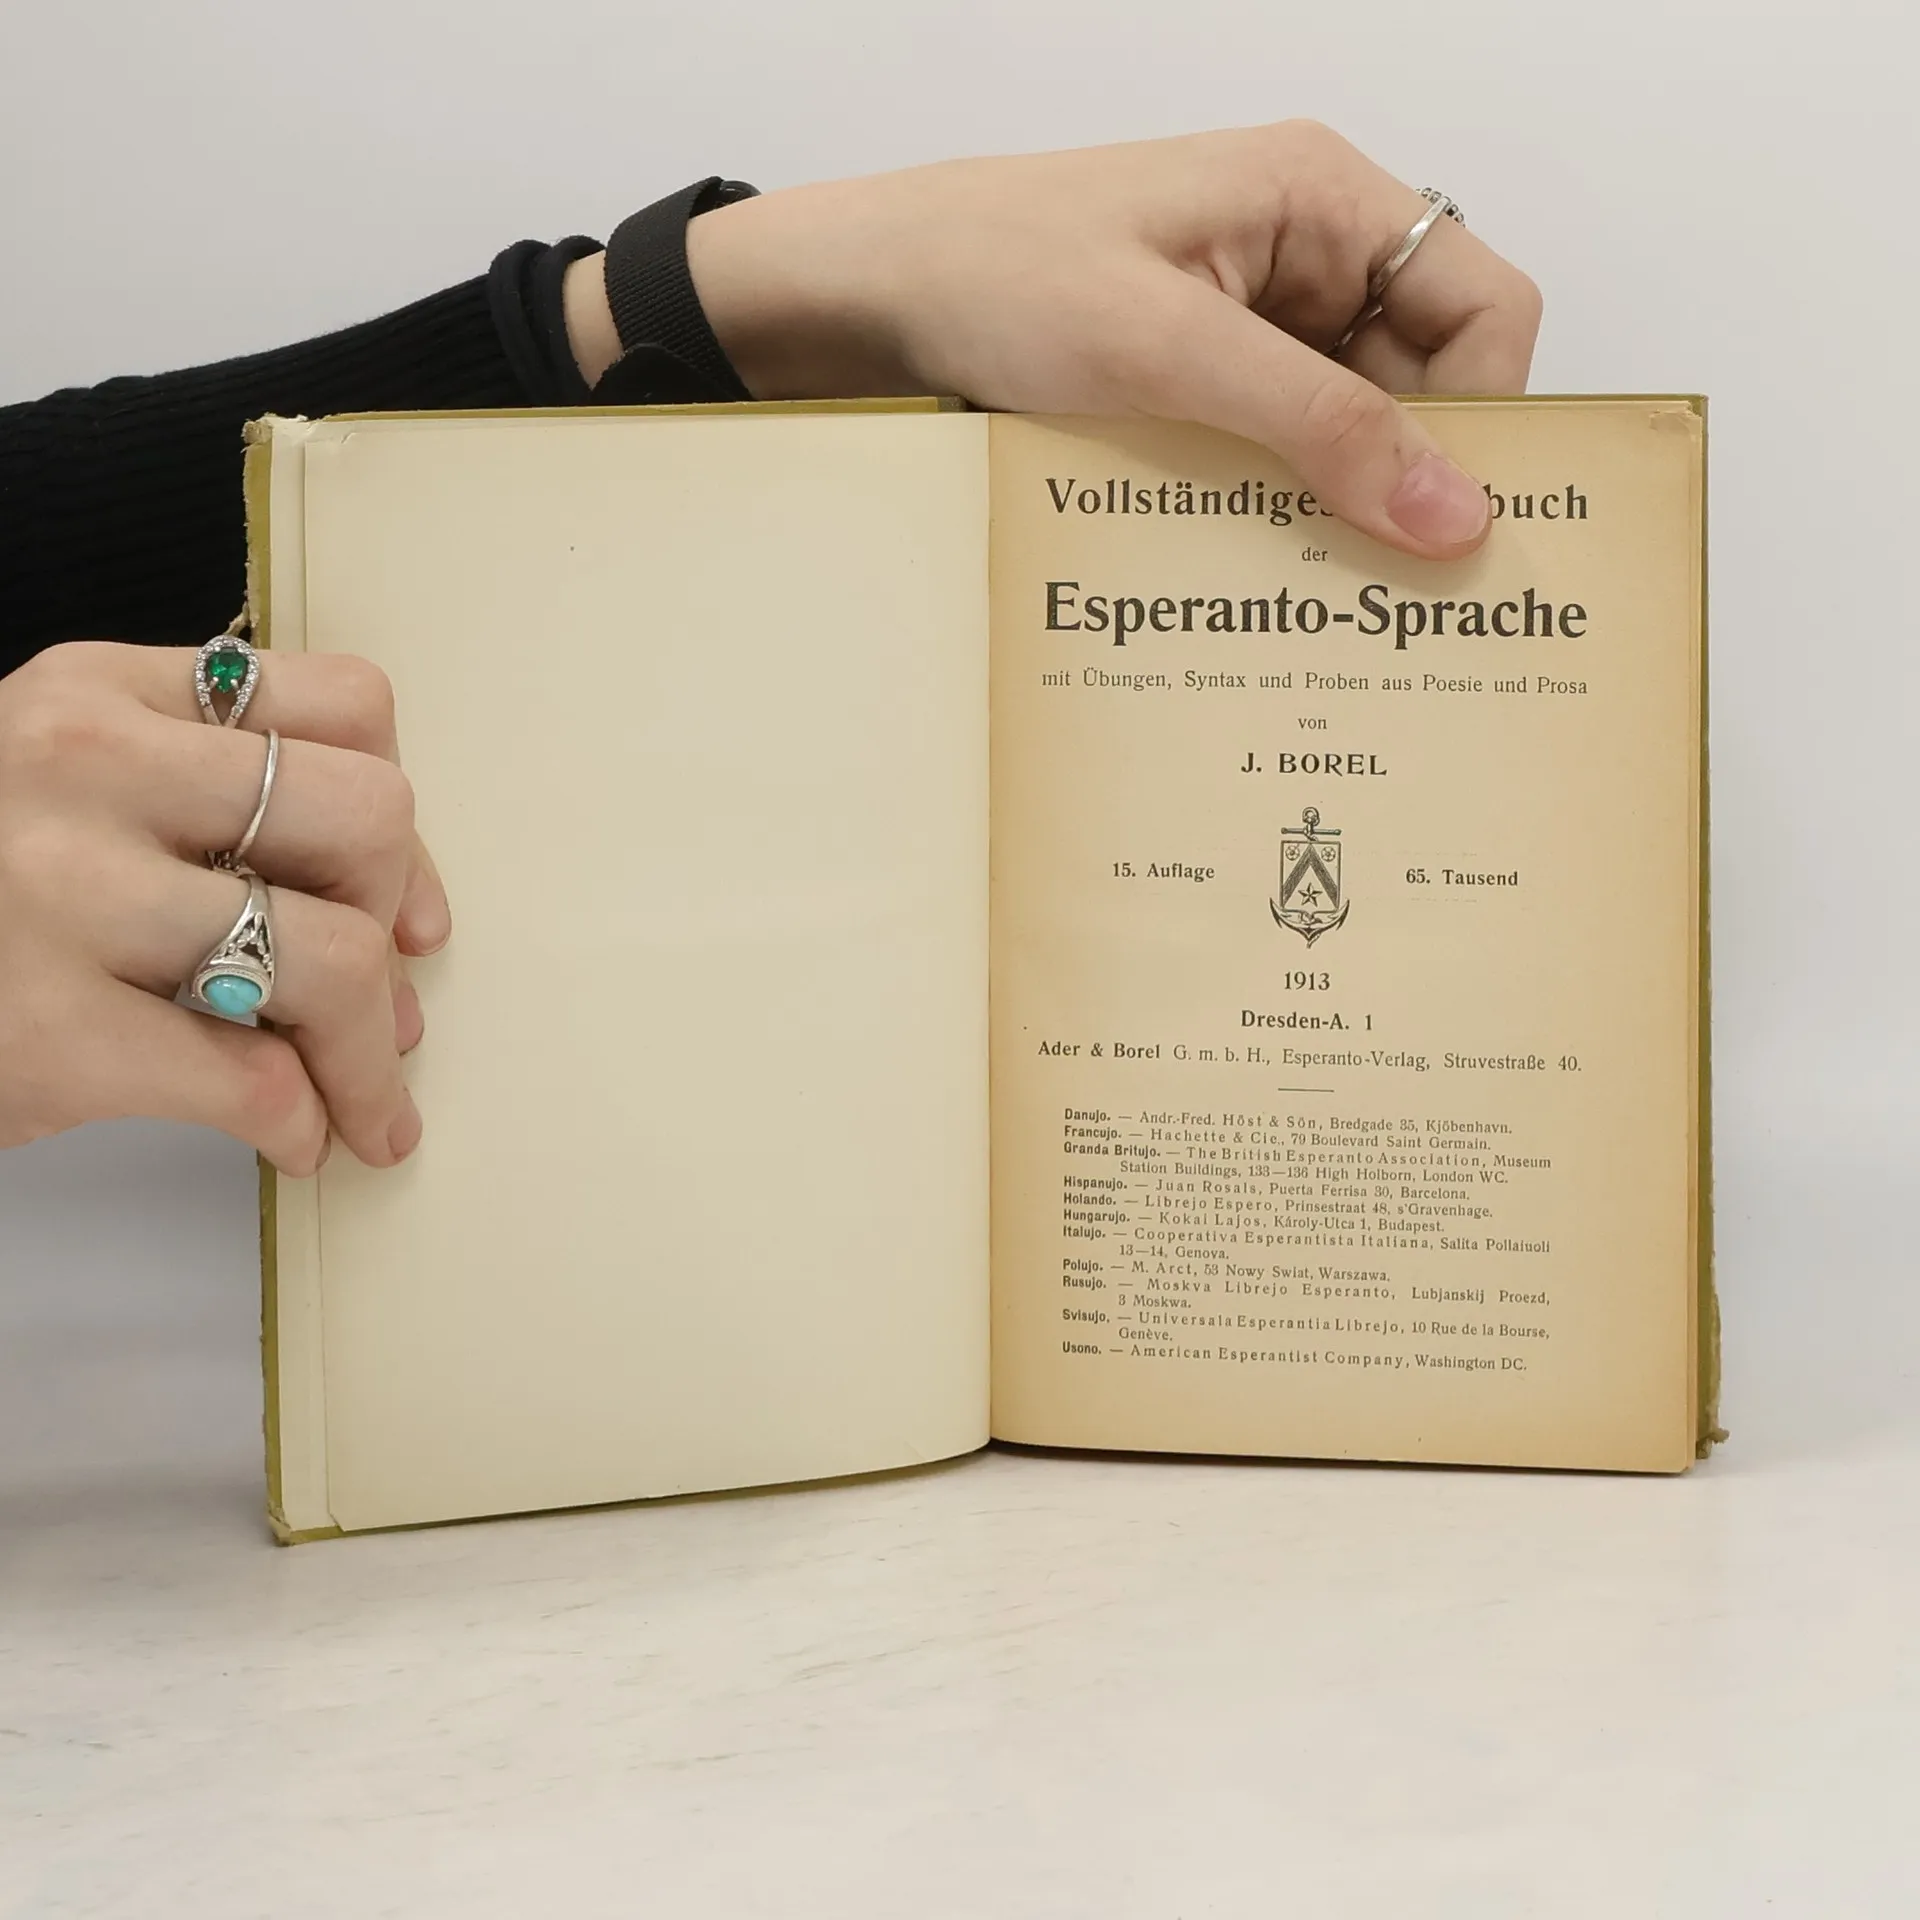 Vollständiges buch
der
Esperanto-Sprache
mit Übungen, Syntax und Proben aus Poesie und Prosa
von
J. BOREL
15. Auflage 65. Tausend
1913
Dresden-A. 1
Ader & Borel G. m. b. H., Esperanto-Verlag, Struvestraße 40.
Danujo. — Andr.-Fred. Höst & Sön, Bredgade 35, Kjöbenhavn.
Francujo. — Hachette & Cie., 79 Boulevard Saint Germain.
Granda Britujo. — The British Esperanto Association, Museum
Station Buildings, 133—136 High Holborn, London WC.
Hispanujo. — Juan Rosals, Puerta Ferrisa 30, Barcelona.
Holando. — Librejo Espero, Prinsestraat 48, s'Gravenhage.
Hungarujo. — Kokai Lajos, Károly-Utca 1, Budapest.
Italujo. — Cooperativa Esperantista Italiana, Salita Pollaiuoli
13—14, Genova.
Polujo. — M. Arct, 53 Nowy Swiat, Warszawa.
Rusujo. — Moskva Librejo Esperanto, Lubjanskij Proezd,
3 Moskwa.
Svisujo. — Universala Esperantia Librejo, 10 Rue de la Bourse,
Genève.
Usono. — American Esperantist Company, Washington DC.